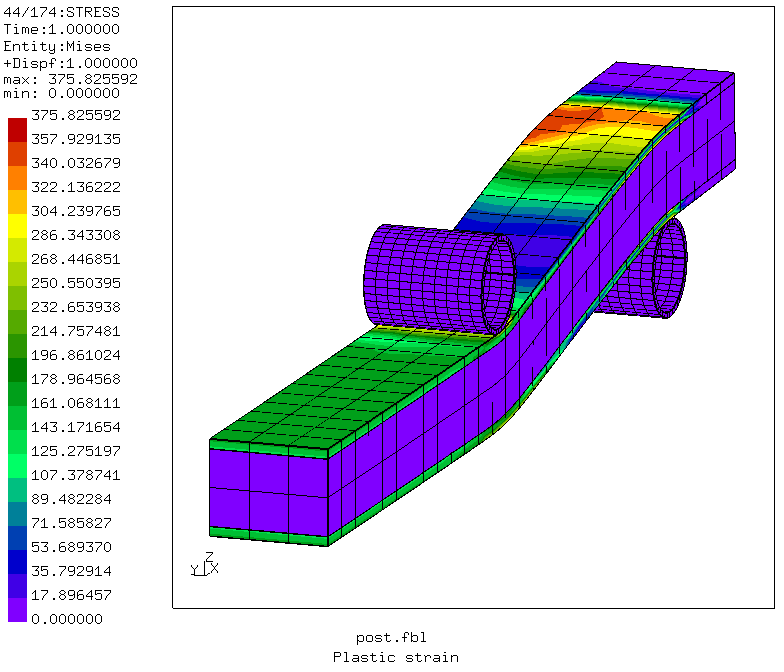 44/174:STRESS
Time:1.000000
Entity:Mises
+Dispf:1.000000
max: 375.825592
min: 0.000000
375.825592
357.929135
340.032679
322.136222
304.239765
286.343308
268.446851
250.550395
232.653938
214.757481
196.861024
178.964568
161.068111
143.171654
125.275197
107.378741
89.482284
71.585827
53.689370
35.792914
17.896457
0.000000
Z
Y X
post.fbl
Plastic strain